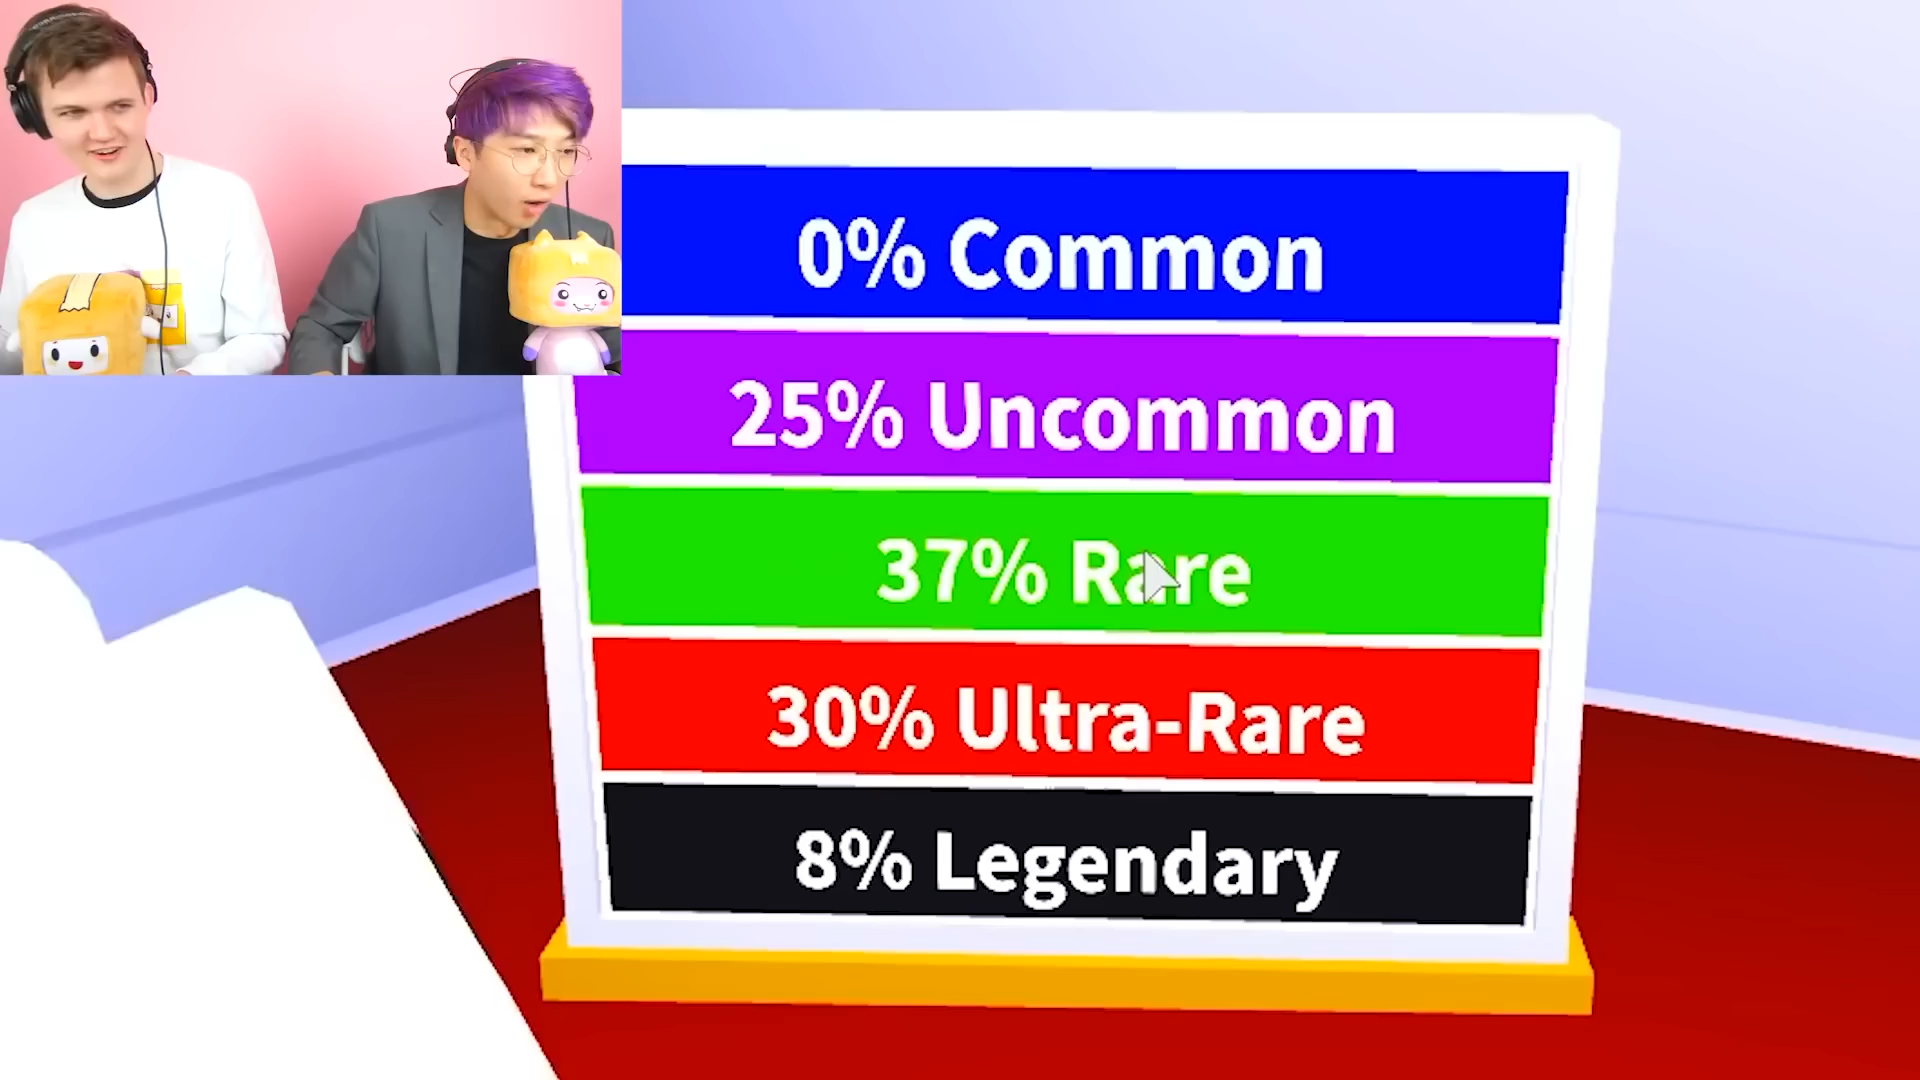 0% Common
25% Uncommon
37% Rare
30% Ultra-Rare
8% Legendary